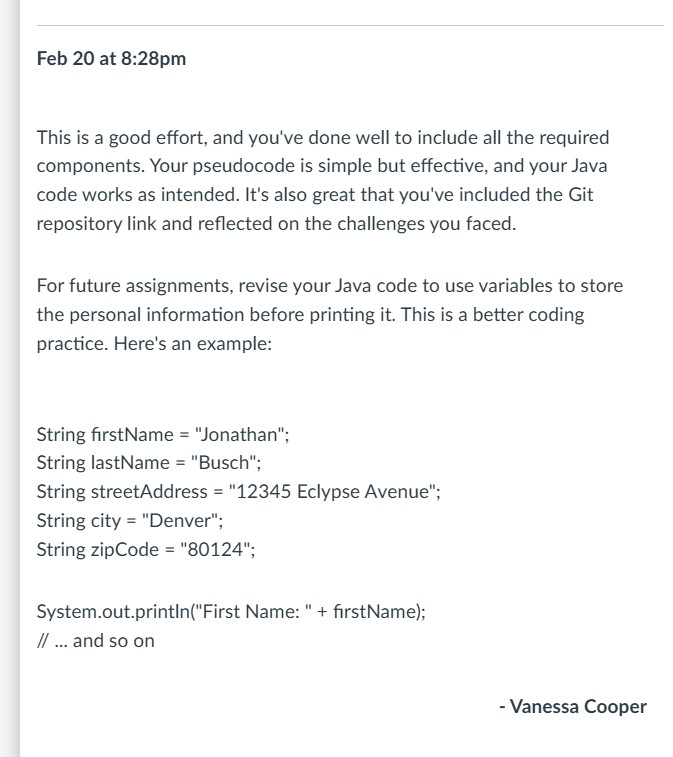 Feb 20 at 8:28pm
This is a good effort, and you've done well to include all the required
components. Your pseudocode is simple but effective, and your Java
code works as intended. It's also great that you've included the Git
repository link and reflected on the challenges you faced.
For future assignments, revise your Java code to use variables to store
the personal information before printing it. This is a better coding
practice. Here's an example:
String firstName = "Jonathan";
String lastName = "Busch";
String streetAddress = "12345 Eclypse Avenue";
String city = "Denver";
String zipCode = "80124";
System.out.println("First Name: " + firstName);
// ... and so on
- Vanessa Cooper